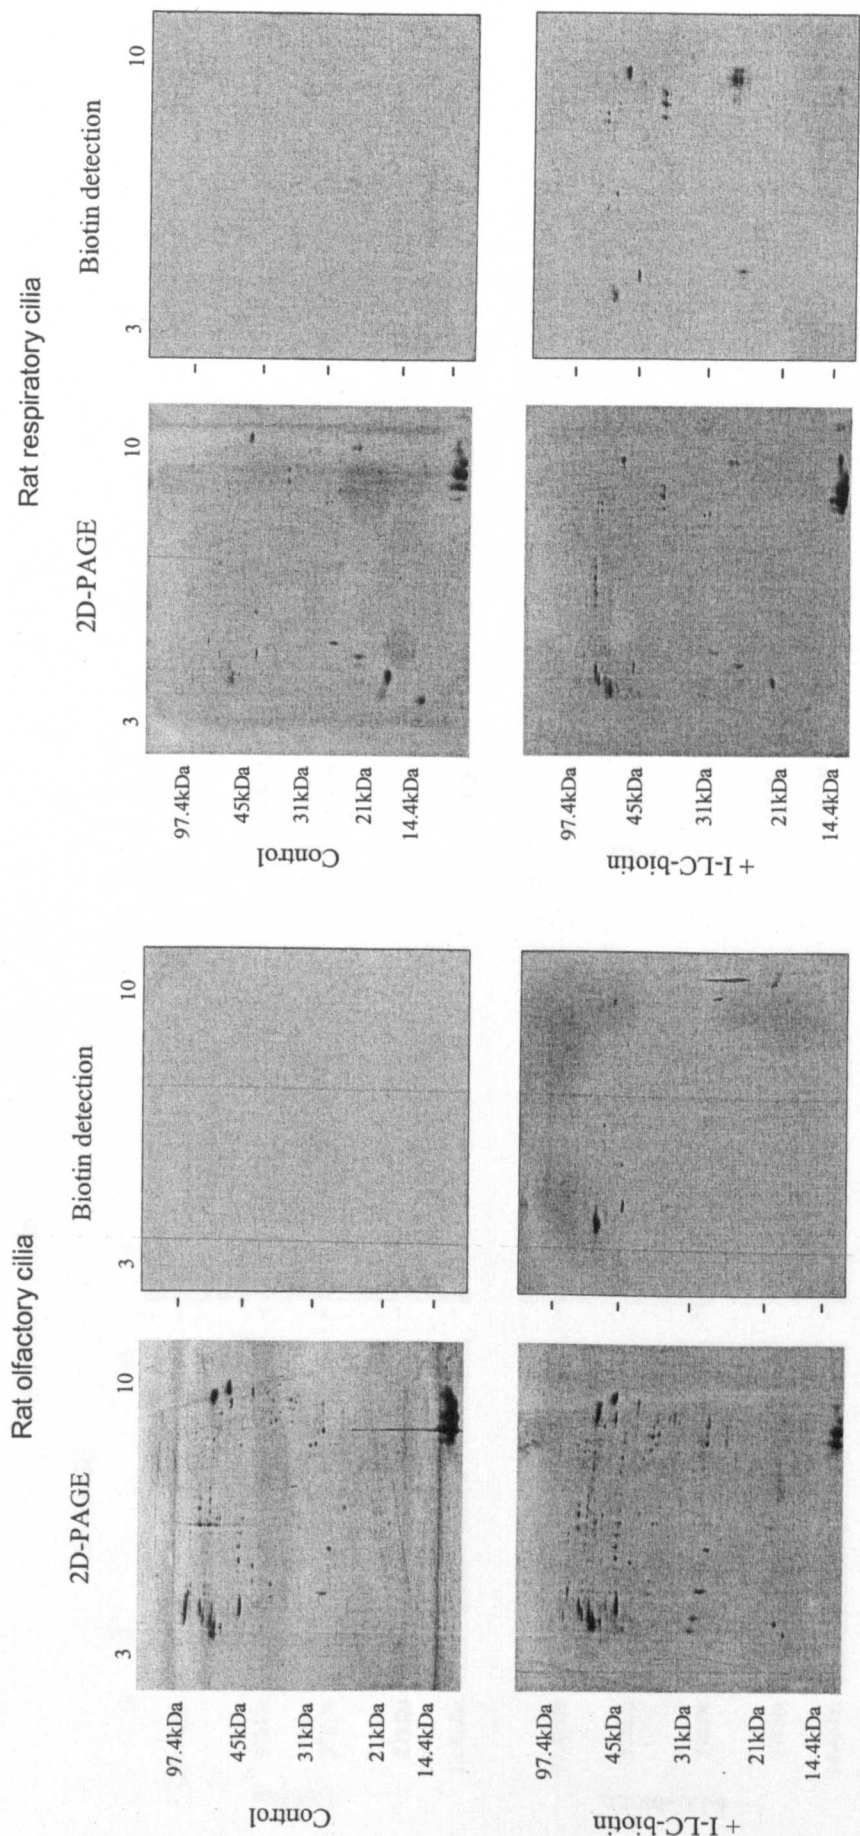 Rat respiratory cilia
2D-PAGE
Biotin detection
3
10
3
10
97.4kDa
45kDa
31kDa
21kDa
14.4kDa
Control
97.4kDa
45kDa
31kDa
21kDa
14.4kDa
+ I-LC-biotin
Rat olfactory cilia
2D-PAGE
Biotin detection
3
10
3
10
97.4kDa
45kDa
31kDa
21kDa
14.4kDa
Control
97.4kDa
45kDa
31kDa
21kDa
14.4kDa
+ I-LC-biotin